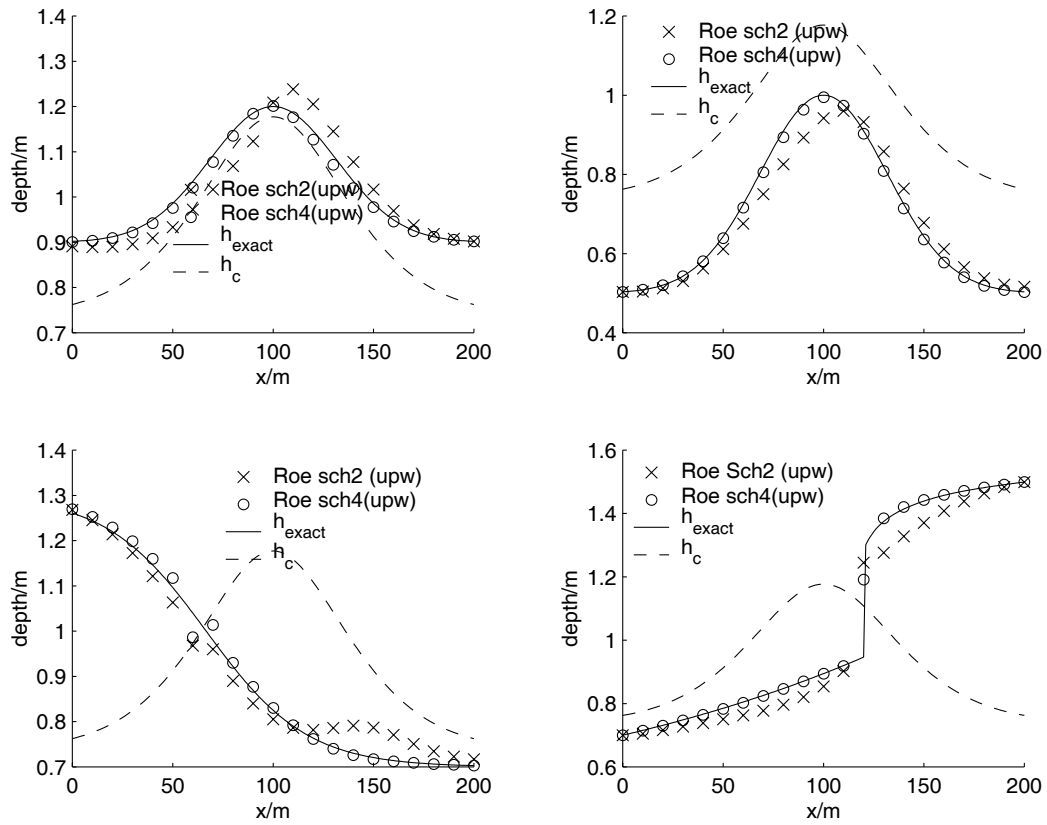 1.4
1.3
1.2
1.1
1
0.9
0.8
0.7
depth/m
Roe sch2(upw)
Roe sch4(upw)
h_exact
h_c
0
50
100
150
200
x/m
1.2
1
0.8
0.6
0.4
depth/m
Roe sch2 (upw)
Roe sch4(upw)
h_exact
h_c
0
50
100
150
200
x/m
1.4
1.3
1.2
1.1
1
0.9
0.8
0.7
depth/m
Roe sch2 (upw)
Roe sch4(upw)
h_exact
h_c
0
50
100
150
200
x/m
1.6
1.4
1.2
1
0.8
0.6
depth/m
Roe Sch2 (upw)
Roe sch4(upw)
h_exact
h_c
0
50
100
150
200
x/m